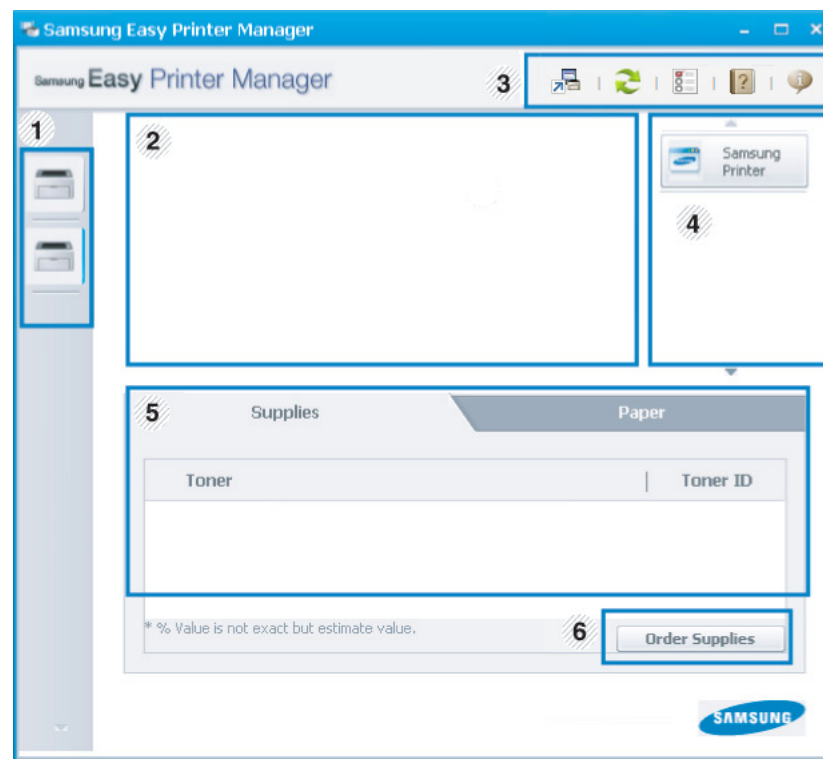 Samsung Easy Printer Manager
Samsung Easy Printer Manager
3
1
2
Samsung
Printer
4
5
Supplies
Paper
Toner
Toner ID
* % Value is not exact but estimate value.
6
Order Supplies
SAMSUNG